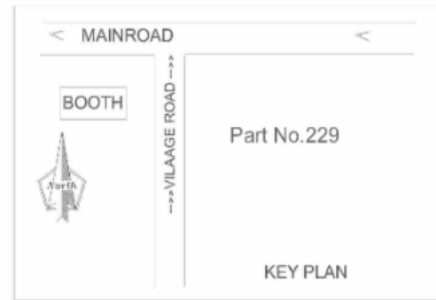 < MAINROAD <
BOOTH
--->VILAAGE ROAD-->>
Part No.229
North
KEY PLAN